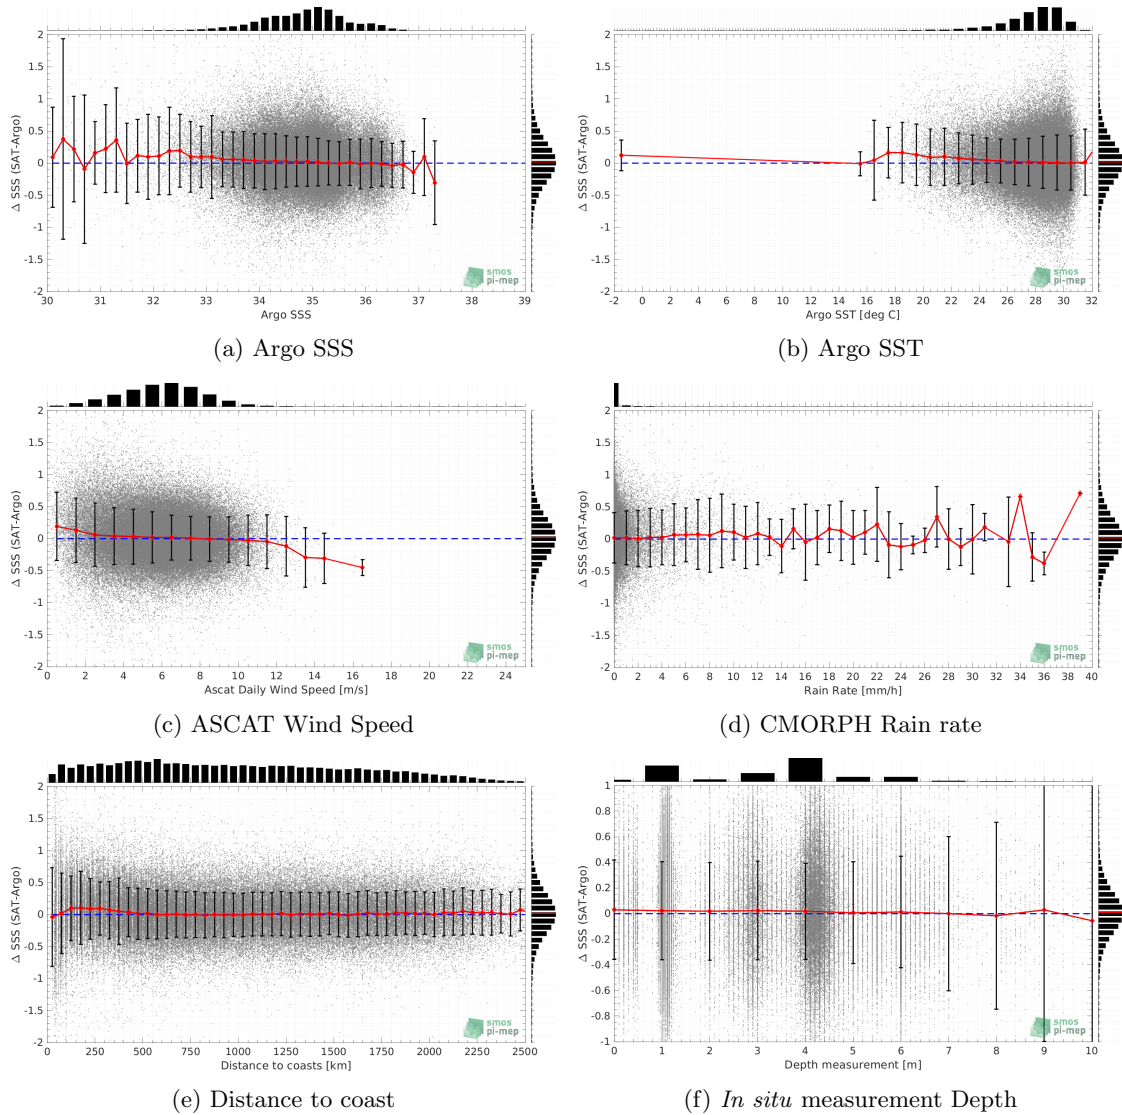 2
1.5
1
0.5
0
-0.5
-1
-1.5
-2
Δ SSS (SAT-Argo)
30 31 32 33 34 35 36 37 38 39
Argo SSS
smos
pi-mep
(a) Argo SSS
2
1.5
1
0.5
0
-0.5
-1
-1.5
-2
Δ SSS (SAT-Argo)
-2 0 2 4 6 8 10 12 14 16 18 20 22 24 26 28 30 32
Argo SST [deg C]
smos
pi-mep
(b) Argo SST
2
1.5
1
0.5
0
-0.5
-1
-1.5
-2
Δ SSS (SAT-Argo)
0 2 4 6 8 10 12 14 16 18 20 22 24
Ascat Daily Wind Speed [m/s]
smos
pi-mep
(c) ASCAT Wind Speed
2
1.5
1
0.5
0
-0.5
-1
-1.5
-2
Δ SSS (SAT-Argo)
0 2 4 6 8 10 12 14 16 18 20 22 24 26 28 30 32 34 36 38 40
Rain Rate [mm/h]
smos
pi-mep
(d) CMORPH Rain rate
2
1.5
1
0.5
0
-0.5
-1
-1.5
-2
Δ SSS (SAT-Argo)
0 250 500 750 1000 1250 1500 1750 2000 2250 2500
Distance to coasts [km]
smos
pi-mep
(e) Distance to coast
1
0.8
0.6
0.4
0.2
0
-0.2
-0.4
-0.6
-0.8
-1
Δ SSS (SAT-Argo)
0 1 2 3 4 5 6 7 8 9 10
Depth measurement [m]
smos
pi-mep
(f) In situ measurement Depth